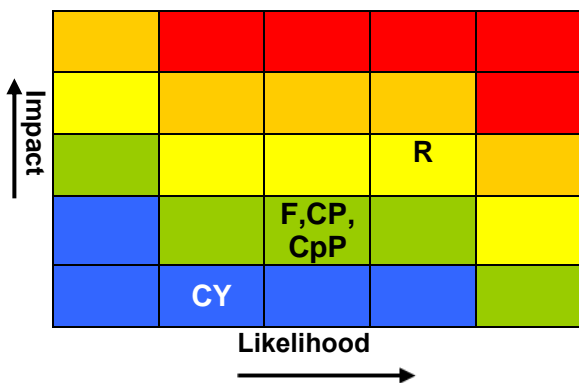 Impact
R
F,CP,
CpP
CY
Likelihood